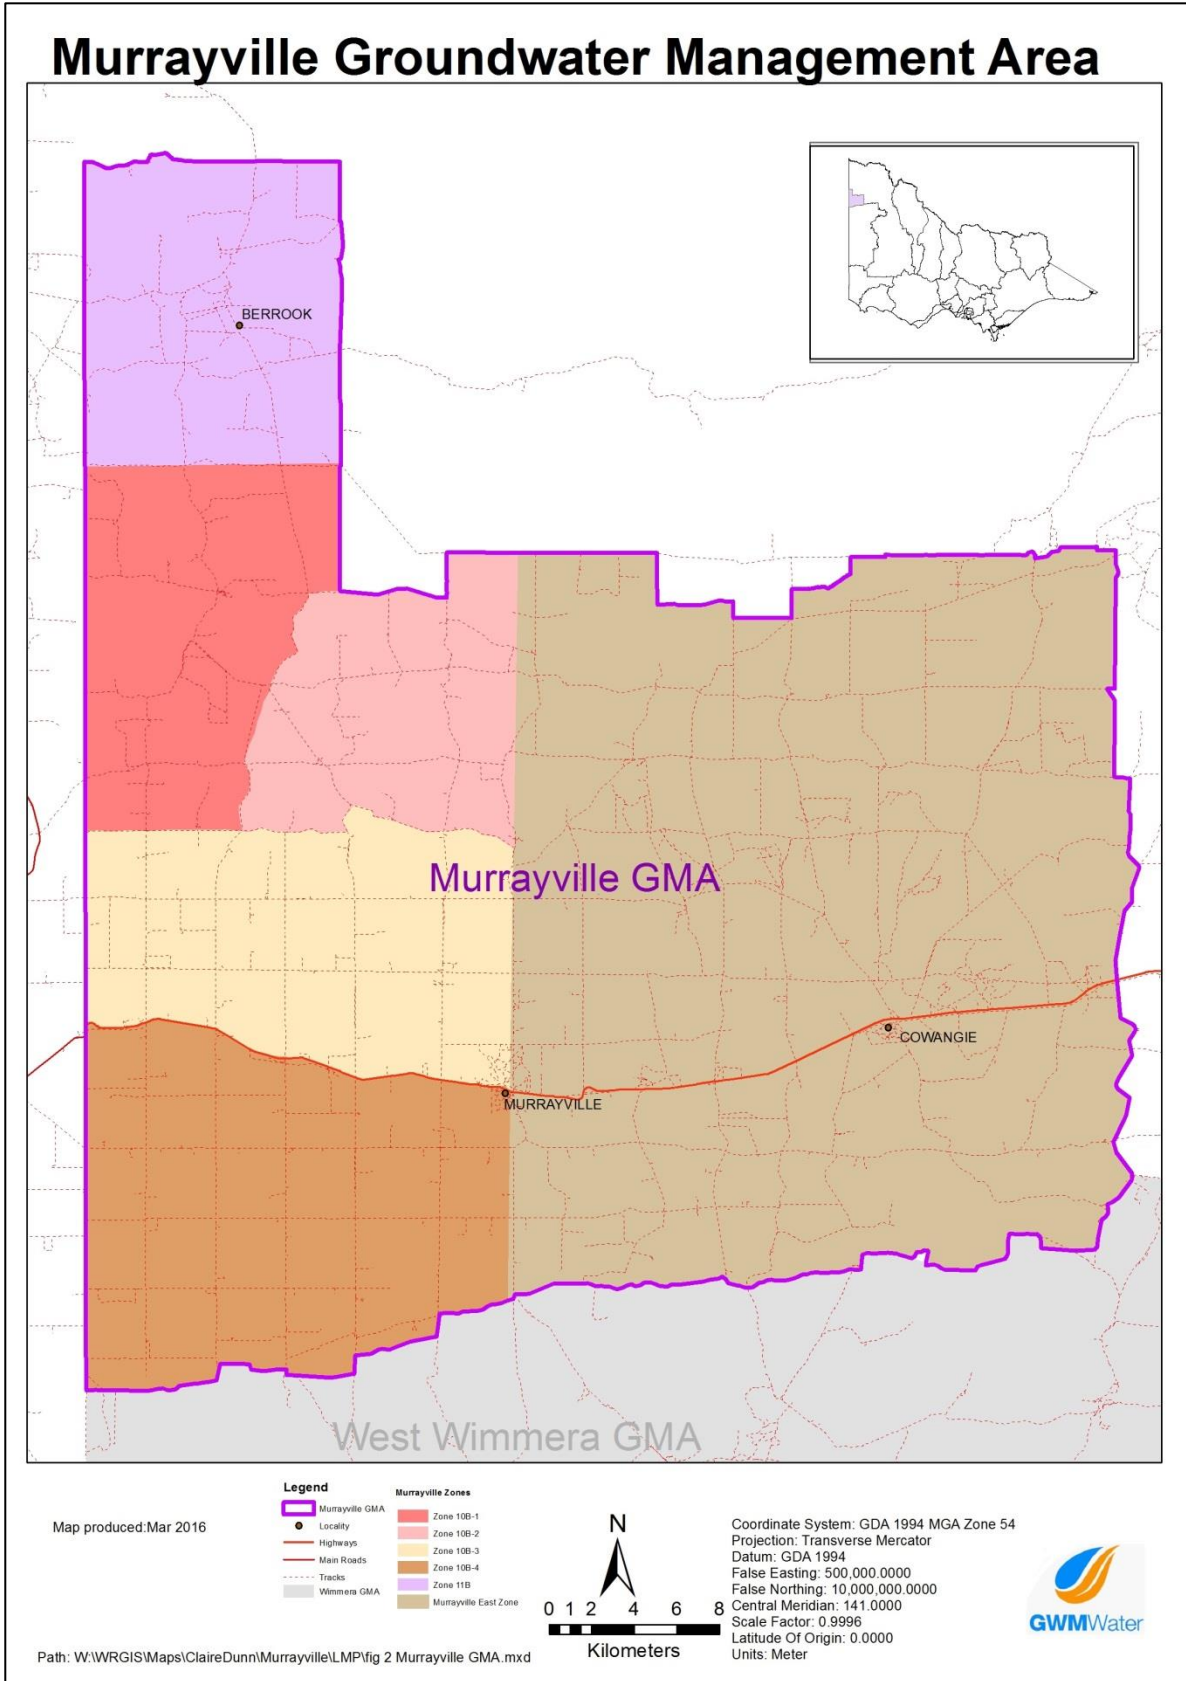 Murrayville Groundwater Management Area
BERROOK
Murrayville GMA
COWANGIE
MURRAYVILLE
West Wimmera GMA
Legend
Murrayville GMA
Locality
Highways
Main Roads
Tracks
Wimmera GMA
Murrayville Zones
Zone 10B-1
Zone 10B-2
Zone 10B-3
Zone 10B-4
Zone 11B
Murrayville East Zone
Map produced:Mar 2016
N
0 1 2 4 6 8
Kilometers
Coordinate System: GDA 1994 MGA Zone 54
Projection: Transverse Mercator
Datum: GDA 1994
False Easting: 500,000.0000
False Northing: 10,000,000.0000
Central Meridian: 141.0000
Scale Factor: 0.9996
Latitude Of Origin: 0.0000
Units: Meter
GWMWater
Path: W:\WRGIS\Maps\ClaireDunn\Murrayville\LMP\fig 2 Murrayville GMA.mxd